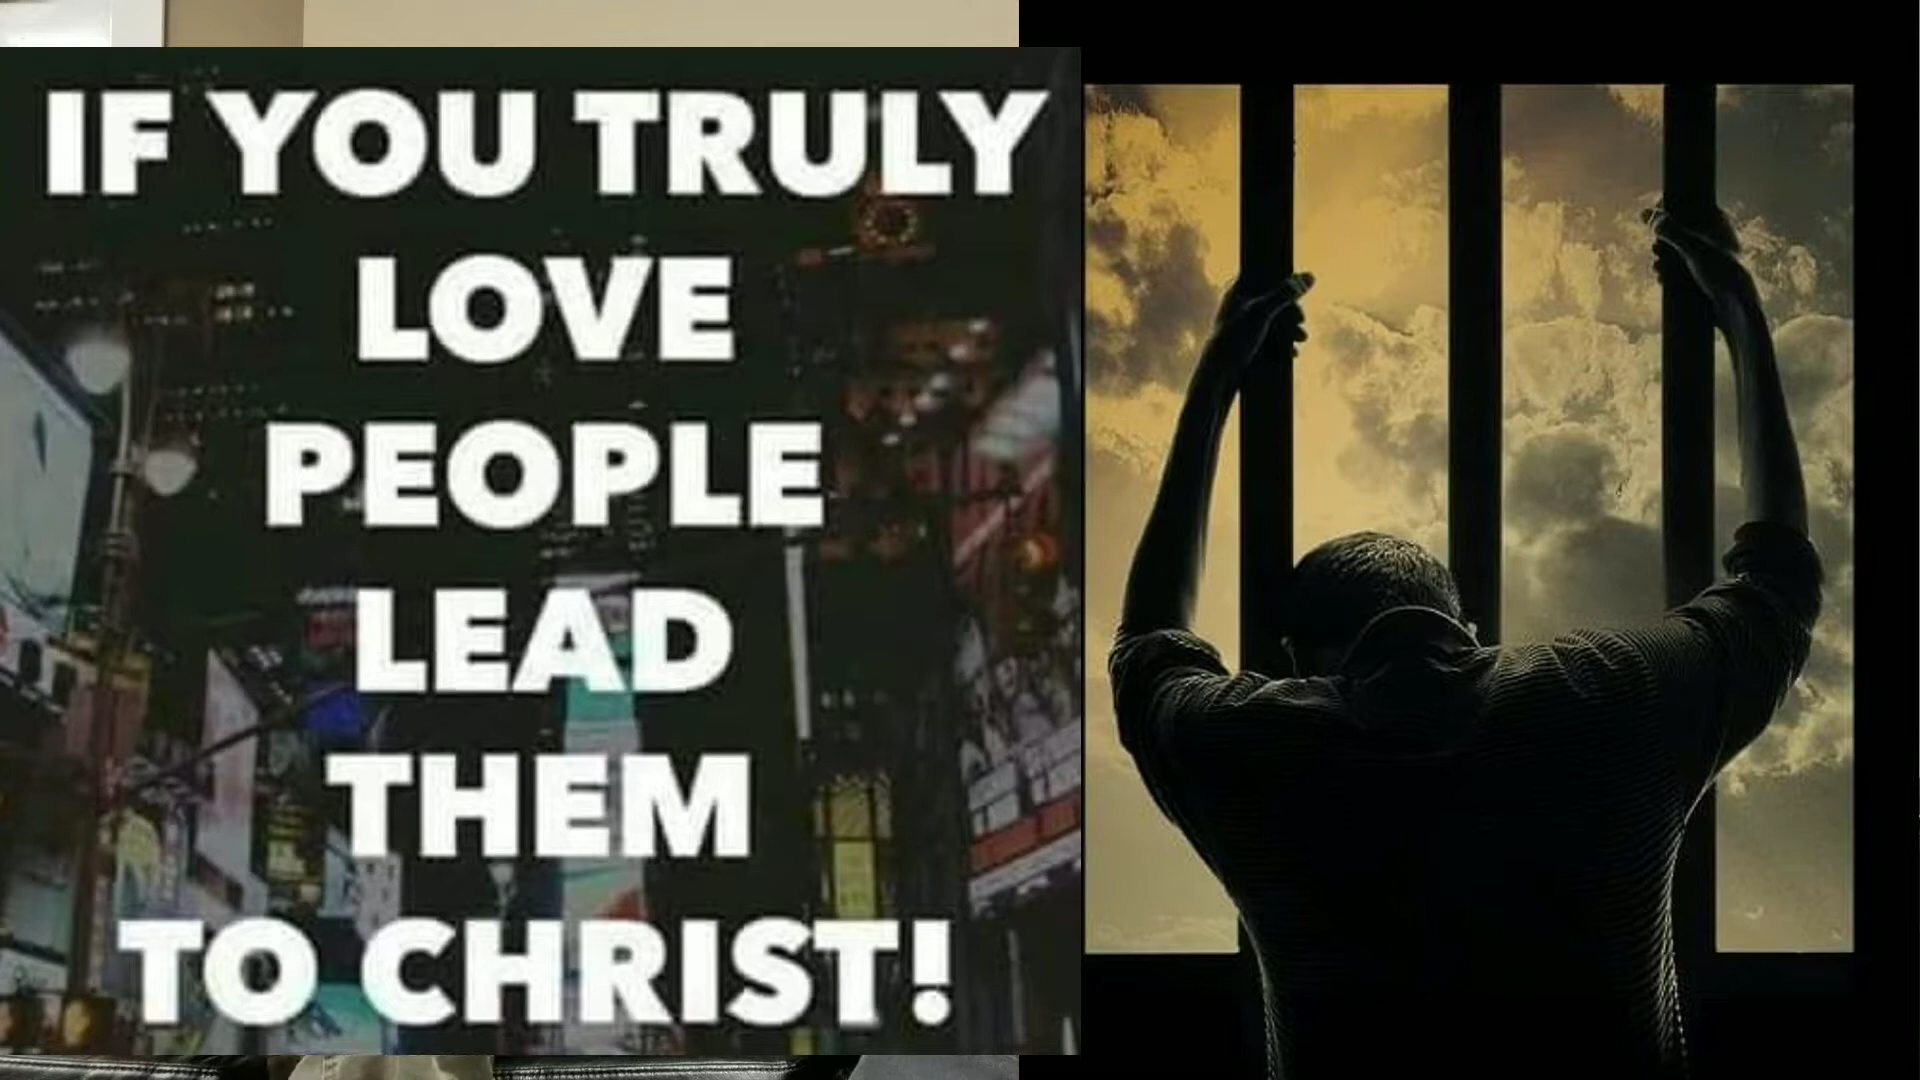 IF YOU TRULY
LOVE
PEOPLE
LEAD
THEM
TO CHRIST!